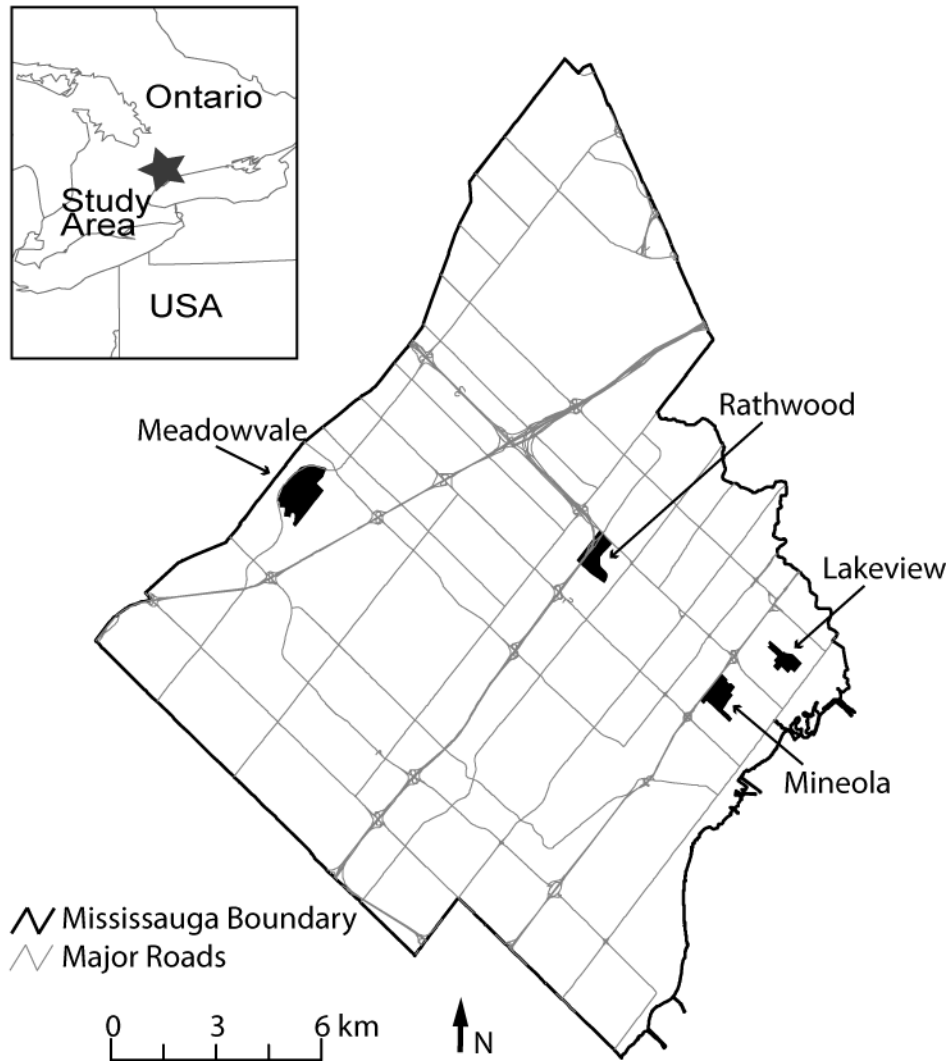 Ontario
Study
Area
USA
Rathwood
Meadowvale
Lakeview
Mineola
Mississauga Boundary
Major Roads
0 3 6 km
N